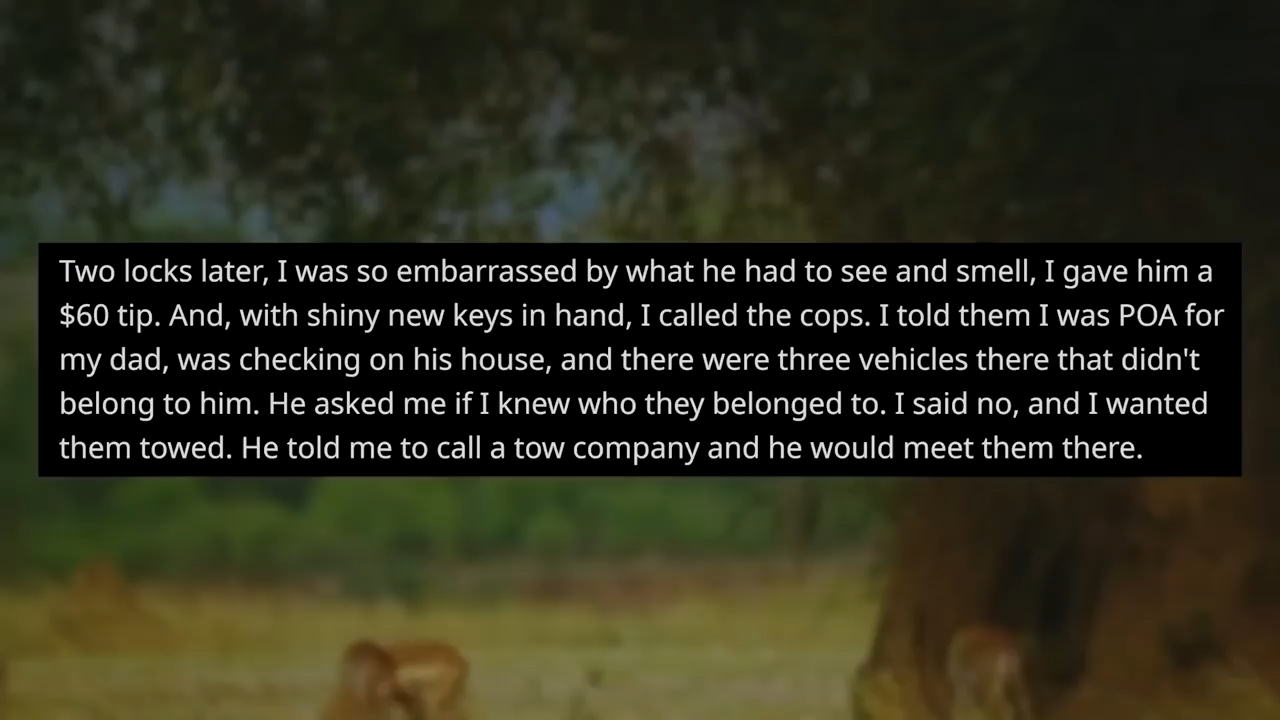 Two locks later, I was so embarrassed by what he had to see and smell, I gave him a
$60 tip. And, with shiny new keys in hand, I called the cops. I told them I was POA for
my dad, was checking on his house, and there were three vehicles there that didn't
belong to him. He asked me if I knew who they belonged to. I said no, and I wanted
them towed. He told me to call a tow company and he would meet them there.